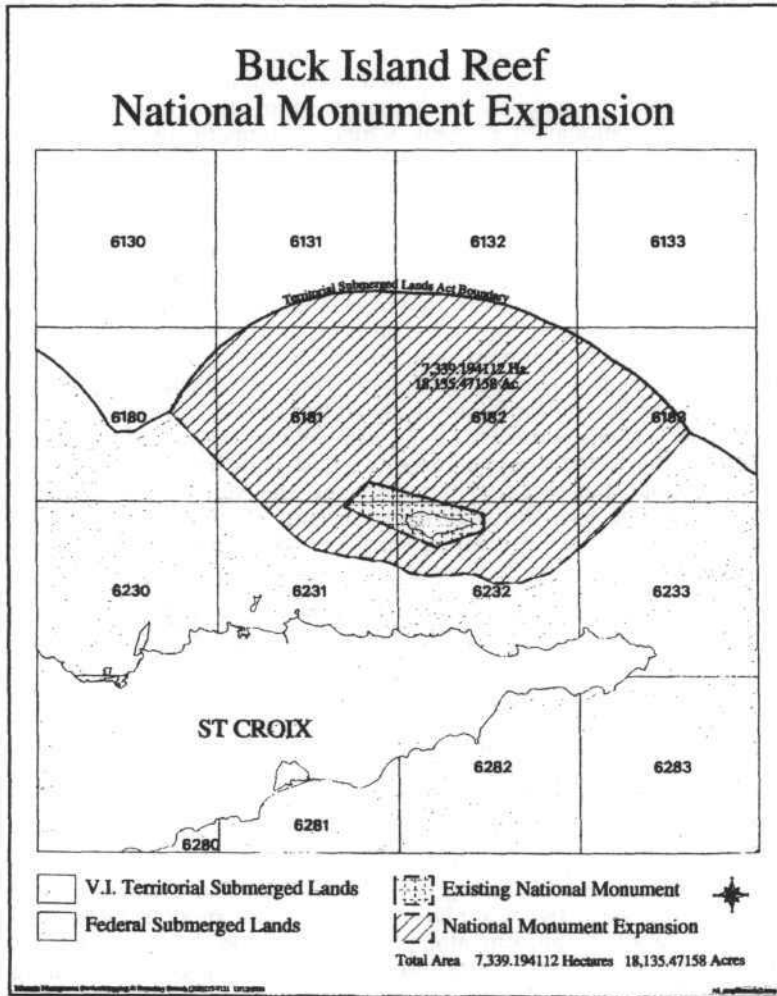 Buck Island Reef
National Monument Expansion
6130 6131 6132 6133
Territorial Submerged Lands Act Boundary
7,339.194112 Ha.
18,135.47158 Ac.
6180 6181 6182 6183
6230 6231 6232 6233
ST CROIX
6282 6283
6281
6280
V.I. Territorial Submerged Lands Existing National Monument
Federal Submerged Lands National Monument Expansion
Total Area 7,339.194112 Hectares 18,135.47158 Acres